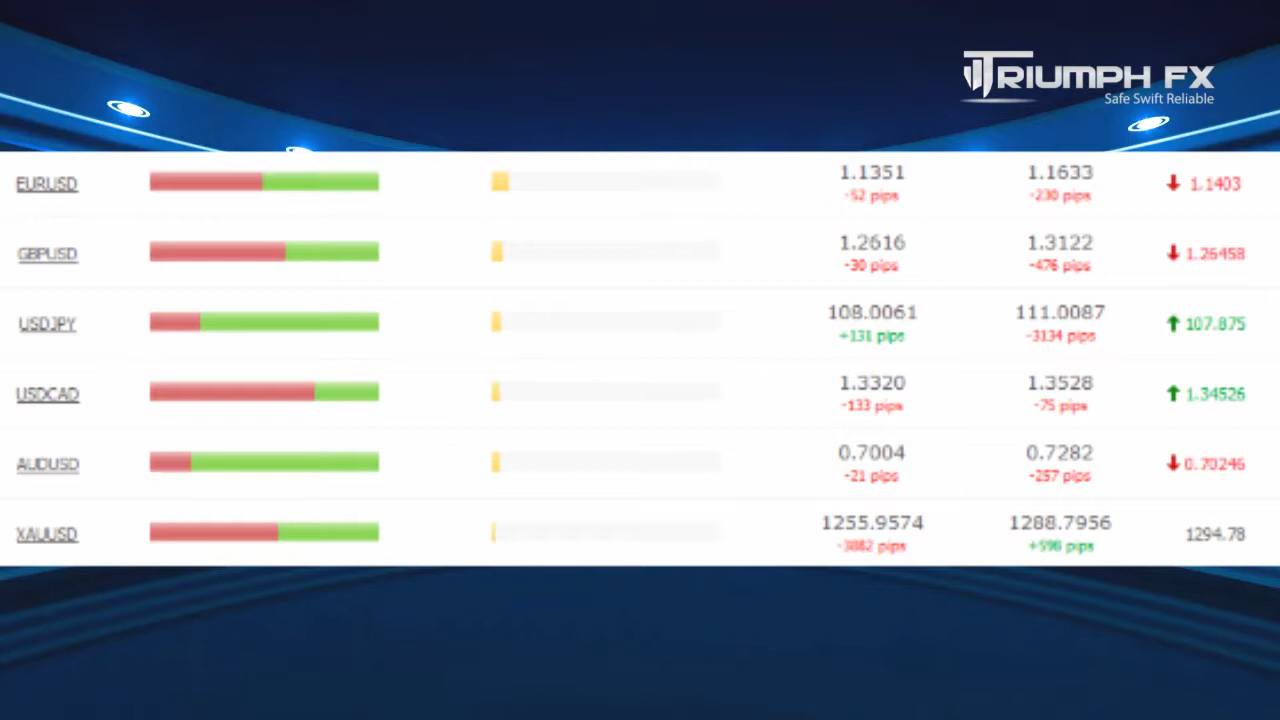 TRIUMPH FX
Safe Swift Reliable
EURUSD 1.1351 1.1633 1.1403
-52 pips -230 pips
GBPUSD 1.2616 1.3122 1.26458
-30 pips -476 pips
USDJPY 108.0061 111.0087 107.875
+131 pips -3134 pips
USDCAD 1.3320 1.3528 1.34526
-133 pips -75 pips
AUDUSD 0.7004 0.7282 0.70246
-21 pips -257 pips
XAUUSD 1255.9574 1288.7956 1294.78
-3882 pips +598 pips